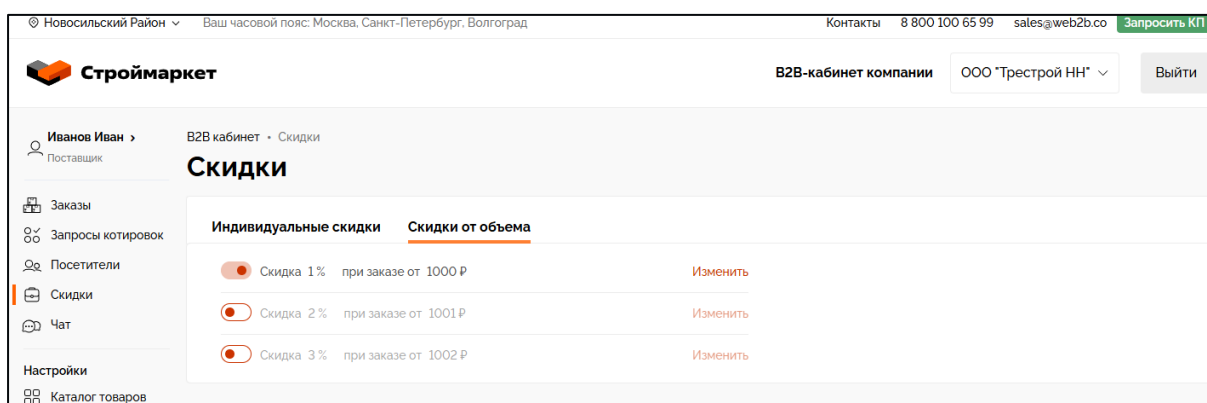 Новосильский Район Ваш часовой пояс: Москва, Санкт-Петербург, Волгоград Контакты 8 800 100 65 99 sales@web2b.co Запросить КП
Строймаркет B2B-кабинет компании ООО "Трестрой НН" Выйти
Иванов Иван >
Поставщик
B2B кабинет • Скидки
Скидки
Заказы
Запросы котировок
Посетители
Скидки
Чат
Настройки
Каталог товаров
Индивидуальные скидки Скидки от объема
Скидка 1 % при заказе от 1000 ₽ Изменить
Скидка 2 % при заказе от 1001 ₽ Изменить
Скидка 3 % при заказе от 1002 ₽ Изменить